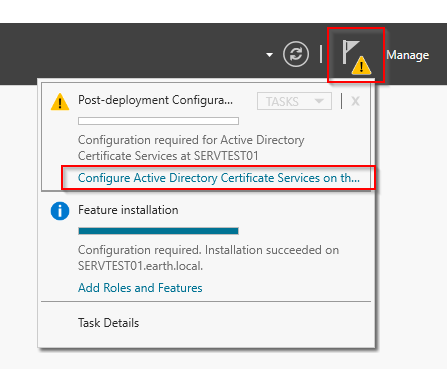 Manage
Post-deployment Configura...
TASKS
X
Configuration required for Active Directory
Certificate Services at SERVTEST01
Configure Active Directory Certificate Services on th...
Feature installation
Configuration required. Installation succeeded on
SERVTEST01.earth.local.
Add Roles and Features
Task Details